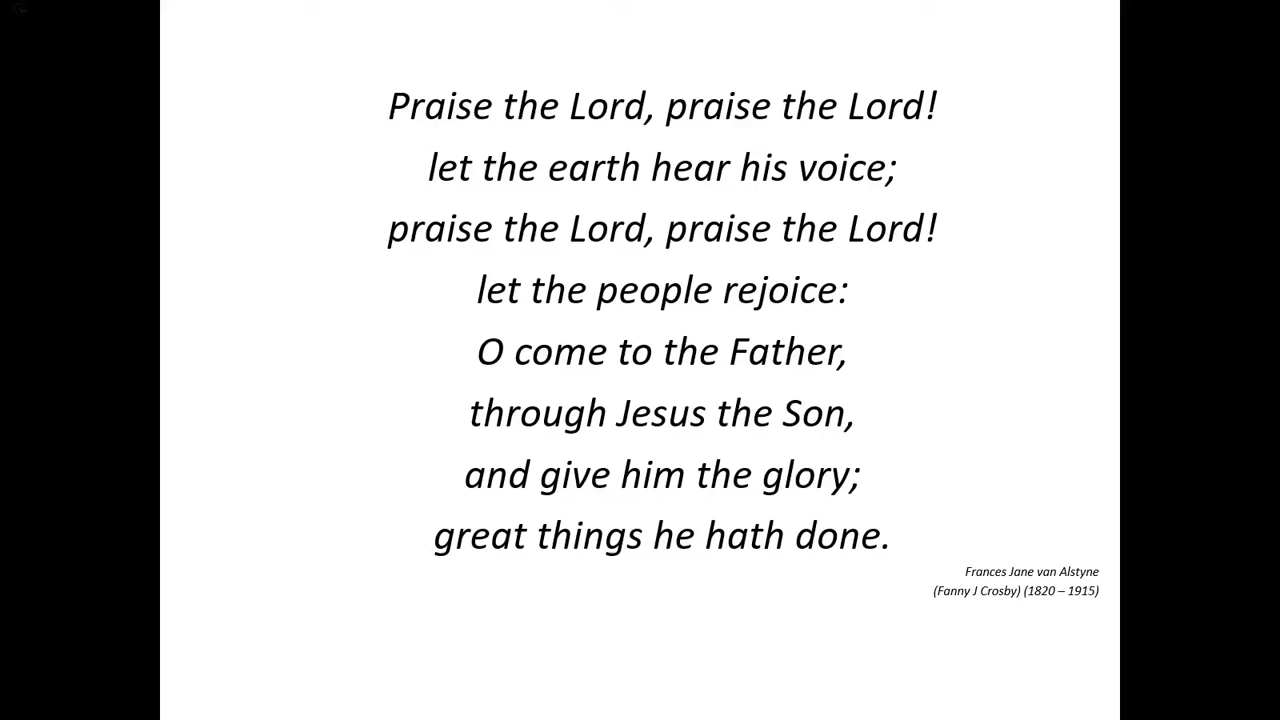 Praise the Lord, praise the Lord!
let the earth hear his voice;
praise the Lord, praise the Lord!
let the people rejoice:
O come to the Father,
through Jesus the Son,
and give him the glory;
great things he hath done.
Frances Jane van Alstyne
(Fanny J Crosby) (1820 – 1915)